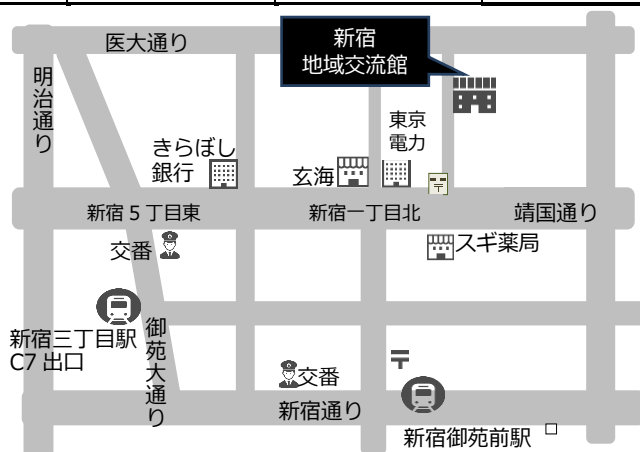 医大通り
新宿
地域交流館
明治通り
東京
電力
きらぼし
銀行
玄海
〒
新宿5丁目東
新宿一丁目北
靖国通り
交番
スギ薬局
新宿三丁目駅
C7 出口
御苑大通り
〒
交番
新宿通り
新宿御苑前駅